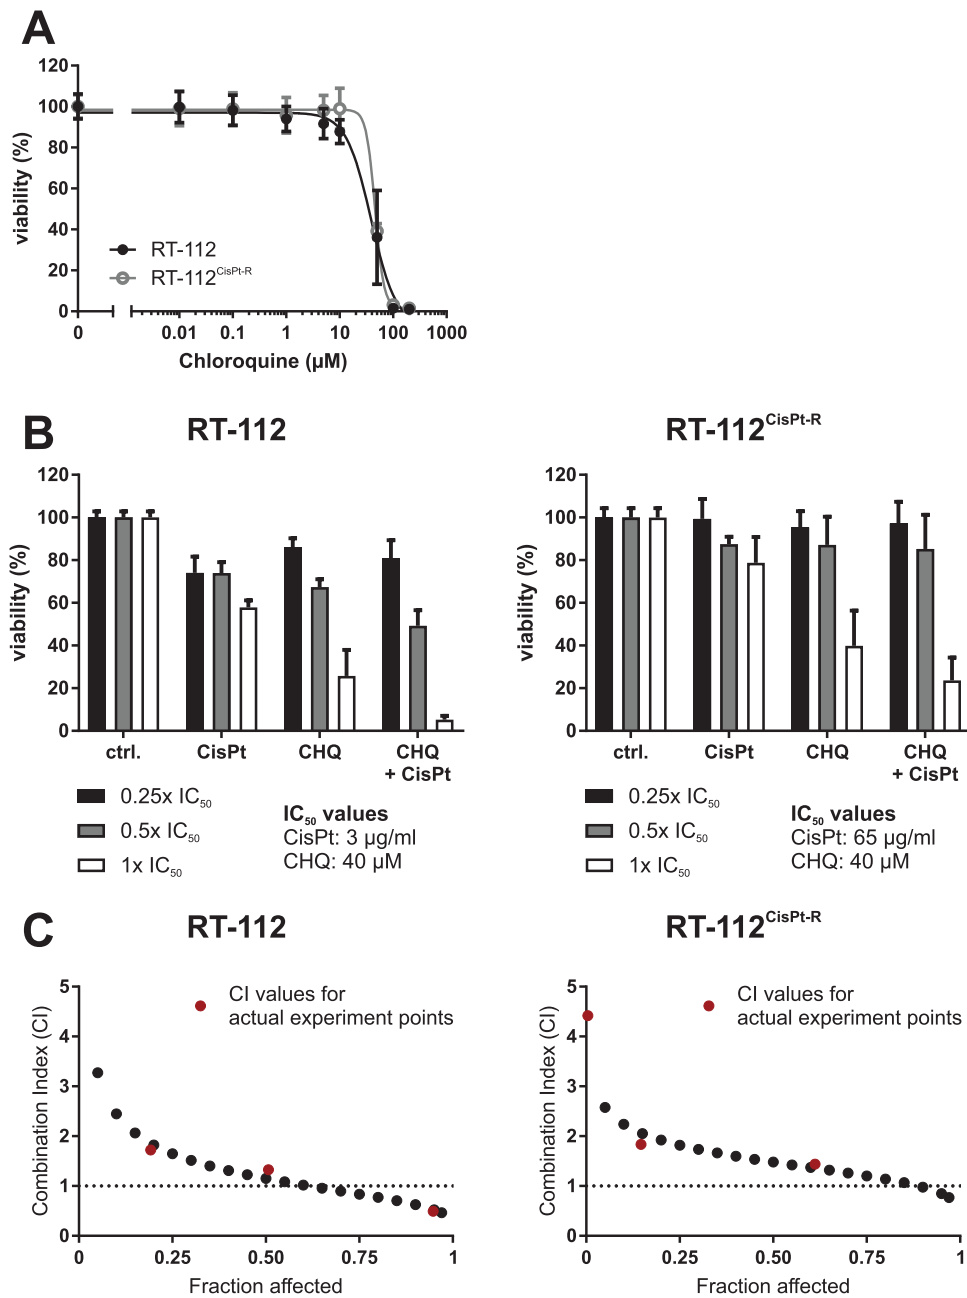 A
120
100
80
60
40
20
0
viability (%)
RT-112
RT-112CisPt-R
0 0.01 0.1 1 10 100 1000
Chloroquine (µM)
B
RT-112
120
100
80
60
40
20
0
viability (%)
ctrl. CisPt CHQ CHQ
+ CisPt
0.25x IC50
0.5x IC50
1x IC50
IC50 values
CisPt: 3 µg/ml
CHQ: 40 µM
RT-112CisPt-R
120
100
80
60
40
20
0
viability (%)
ctrl. CisPt CHQ CHQ
+ CisPt
0.25x IC50
0.5x IC50
1x IC50
IC50 values
CisPt: 65 µg/ml
CHQ: 40 µM
C
RT-112
5
4
3
2
1
0
Combination Index (CI)
CI values for
actual experiment points
0 0.25 0.50 0.75 1
Fraction affected
RT-112CisPt-R
5
4
3
2
1
0
Combination Index (CI)
CI values for
actual experiment points
0 0.25 0.50 0.75 1
Fraction affected